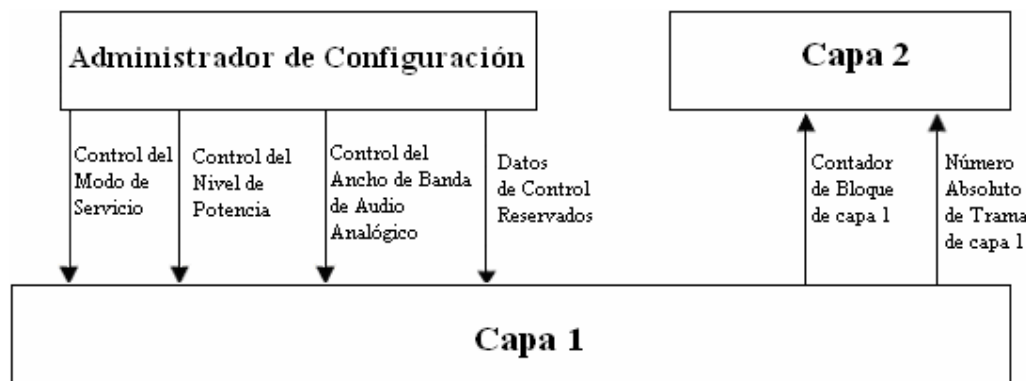 Administrador de Configuración
Capa 2
Control del
Modo de
Servicio
Control del
Nivel de
Potencia
Control del
Ancho de Banda
de Audio
Analógico
Datos
de Control
Reservados
Contador
de Bloque
de capa 1
Número
Absoluto
de Trama
de capa 1
Capa 1